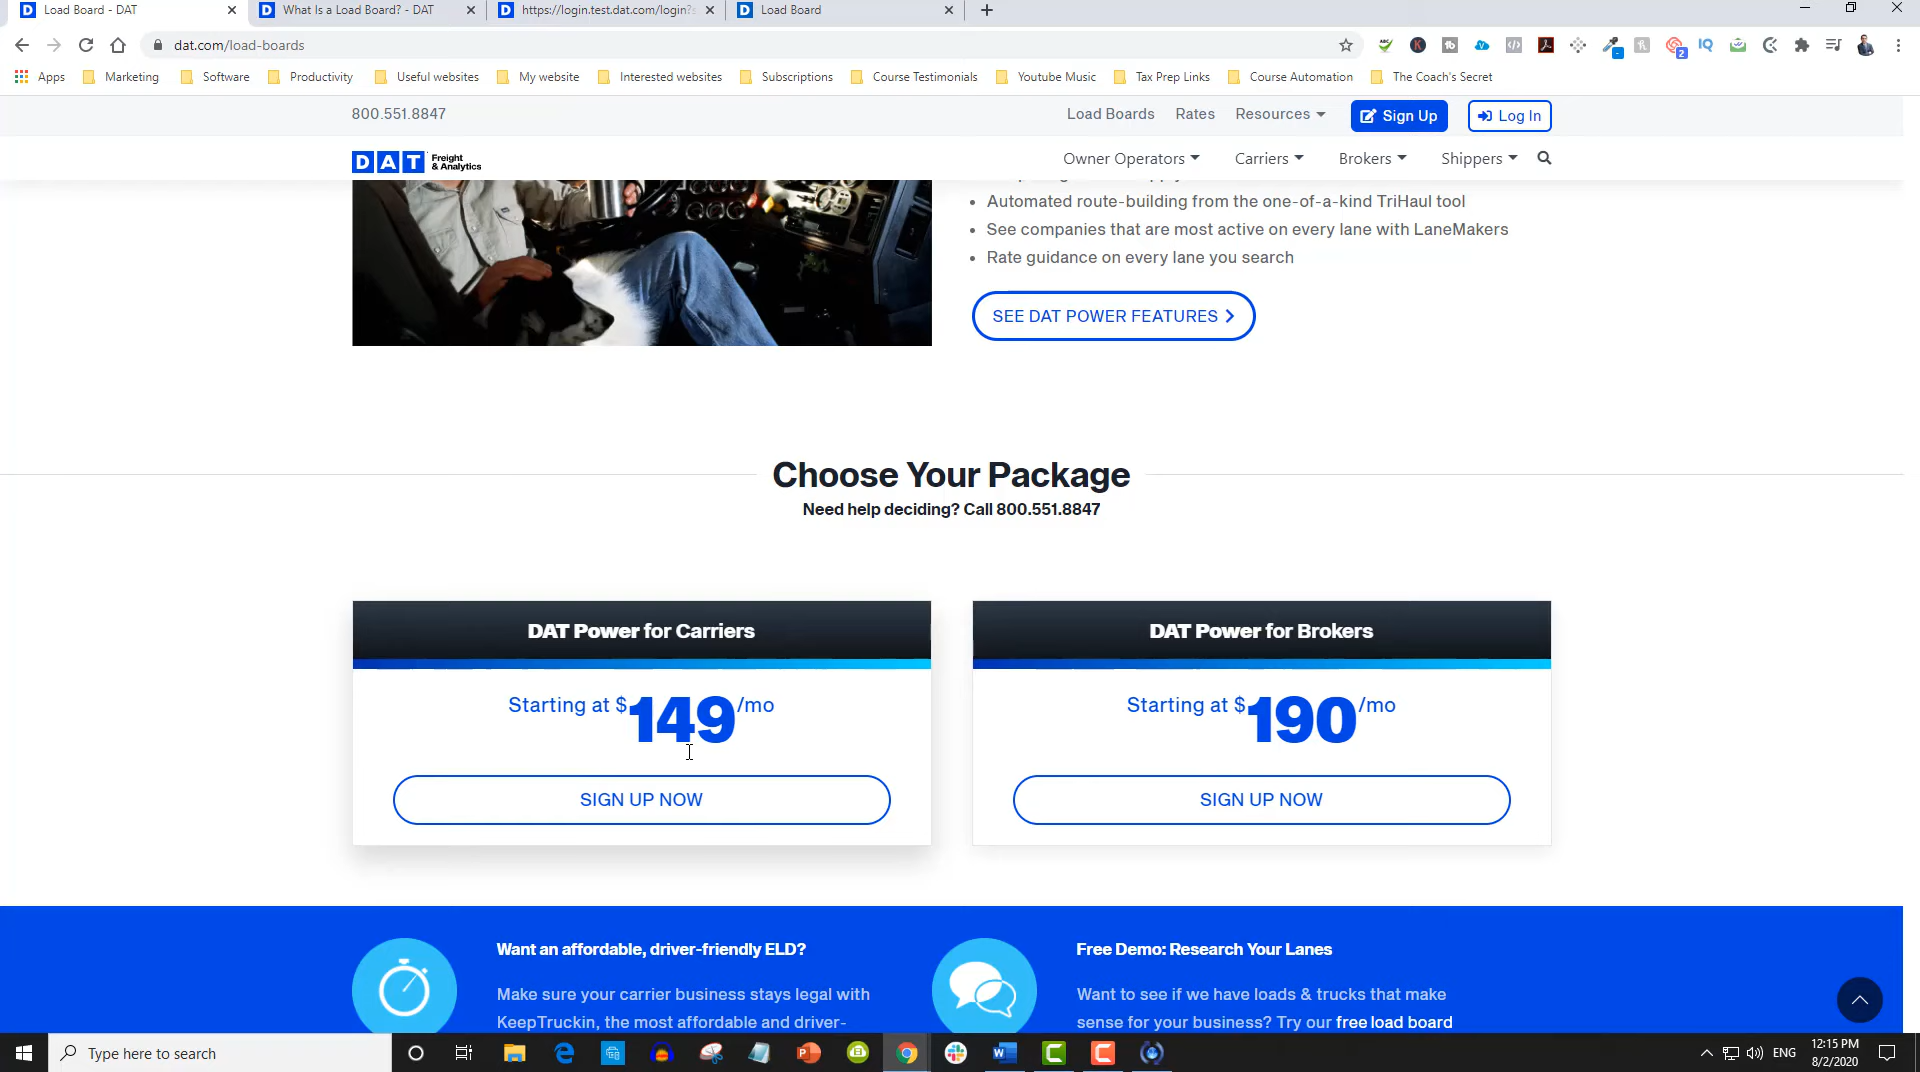 Load Board - DAT
What Is a Load Board? - DAT
https://login.test.dat.com/login?s
Load Board
dat.com/load-boards
Apps
Marketing
Software
Productivity
Useful websites
My website
Interested websites
Subscriptions
Course Testimonials
Youtube Music
Tax Prep Links
Course Automation
The Coach's Secret
800.551.8847
Load Boards
Rates
Resources
Sign Up
Log In
DAT Freight
& Analytics
Owner Operators
Carriers
Brokers
Shippers
Automated route-building from the one-of-a-kind TriHaul tool
See companies that are most active on every lane with LaneMakers
Rate guidance on every lane you search
SEE DAT POWER FEATURES
Choose Your Package
Need help deciding? Call 800.551.8847
DAT Power for Carriers
Starting at $149/mo
SIGN UP NOW
DAT Power for Brokers
Starting at $190/mo
SIGN UP NOW
Want an affordable, driver-friendly ELD?
Make sure your carrier business stays legal with
KeepTruckin, the most affordable and driver-
Free Demo: Research Your Lanes
Want to see if we have loads & trucks that make
sense for your business? Try our free load board
Type here to search
ENG
12:15 PM
8/2/2020